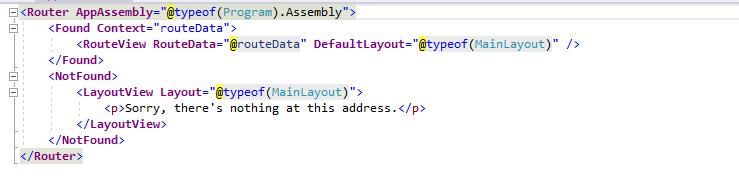 <Router AppAssembly="@typeof(Program).Assembly">
    <Found Context="routeData">
        <RouteView RouteData="@routeData" DefaultLayout="@typeof(MainLayout)" />
    </Found>
    <NotFound>
        <LayoutView Layout="@typeof(MainLayout)">
            <p>Sorry, there's nothing at this address.</p>
        </LayoutView>
    </NotFound>
</Router>